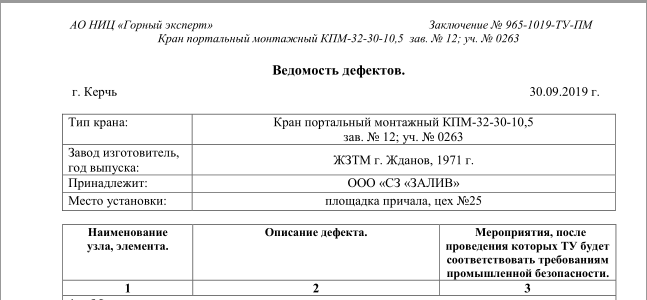 АО НИЦ «Горный эксперт» Заключение № 965-1019-ТУ-ПМ
Кран портальный монтажный КПМ-32-30-10,5 зав. № 12; уч. № 0263
Ведомость дефектов.
г. Керчь 30.09.2019 г.
Тип крана: Кран портальный монтажный КПМ-32-30-10,5
зав. № 12; уч. № 0263
Завод изготовитель,
год выпуска: ЖЗТМ г. Жданов, 1971 г.
Принадлежит: ООО «СЗ «ЗАЛИВ»
Место установки: площадка причала, цех №25
Наименование
узла, элемента.
Описание дефекта.
Мероприятия, после
проведения которых ТУ будет
соответствовать требованиям
промышленной безопасности.
1 2 3